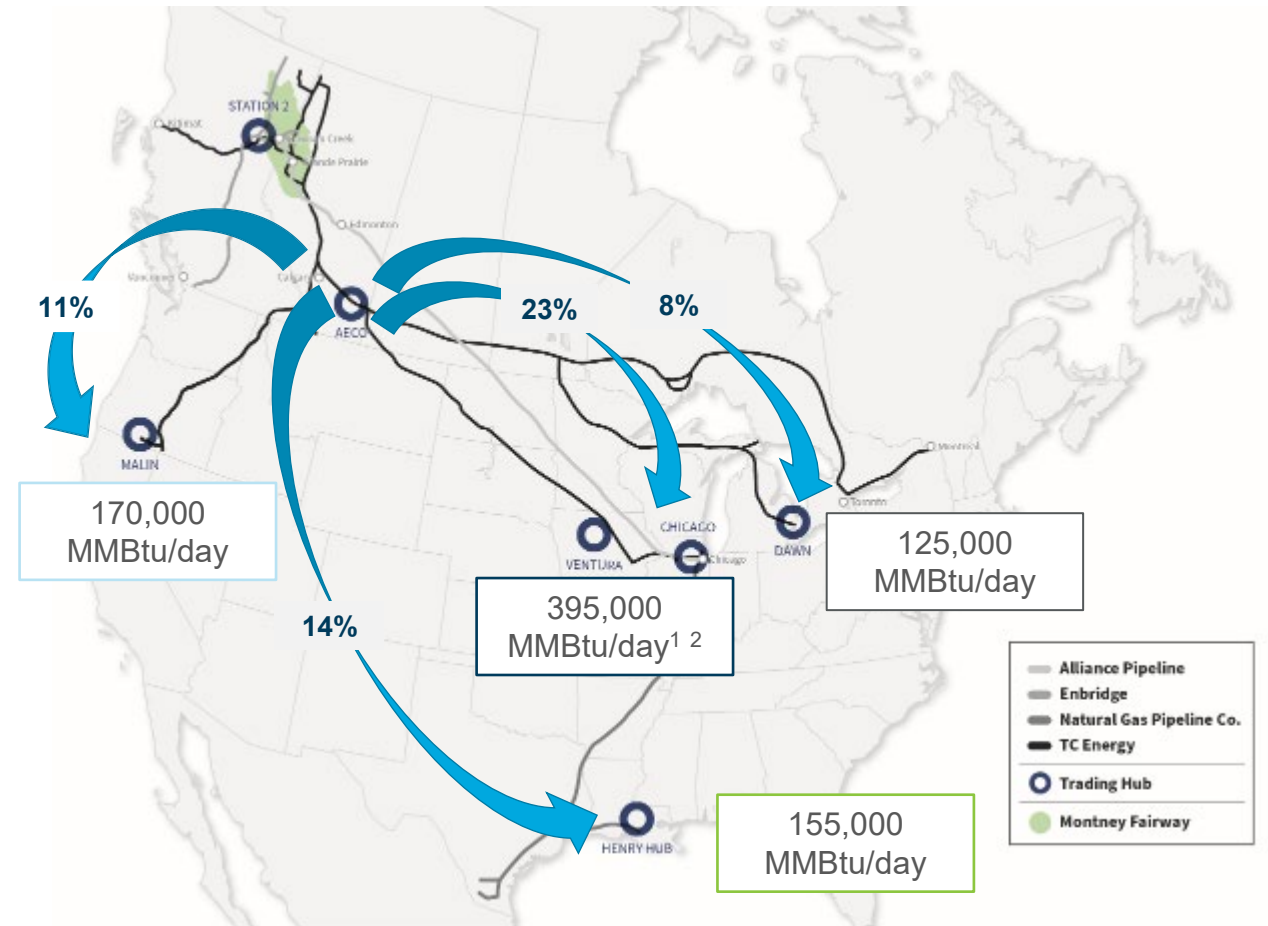 STATION 2
Kitimat
Creek
Grande Prairie
Edmonton
Vancouver
Calgary
11%
23%
8%
AECO
MALIN
Montreal
Toronto
170,000
MMBtu/day
CHICAGO
VENTURA
Chicago
DAWN
125,000
MMBtu/day
395,000
MMBtu/day¹ ²
14%
Alliance Pipeline
Enbridge
Natural Gas Pipeline Co.
TC Energy
Trading Hub
Montney Fairway
HENRY HUB
155,000
MMBtu/day